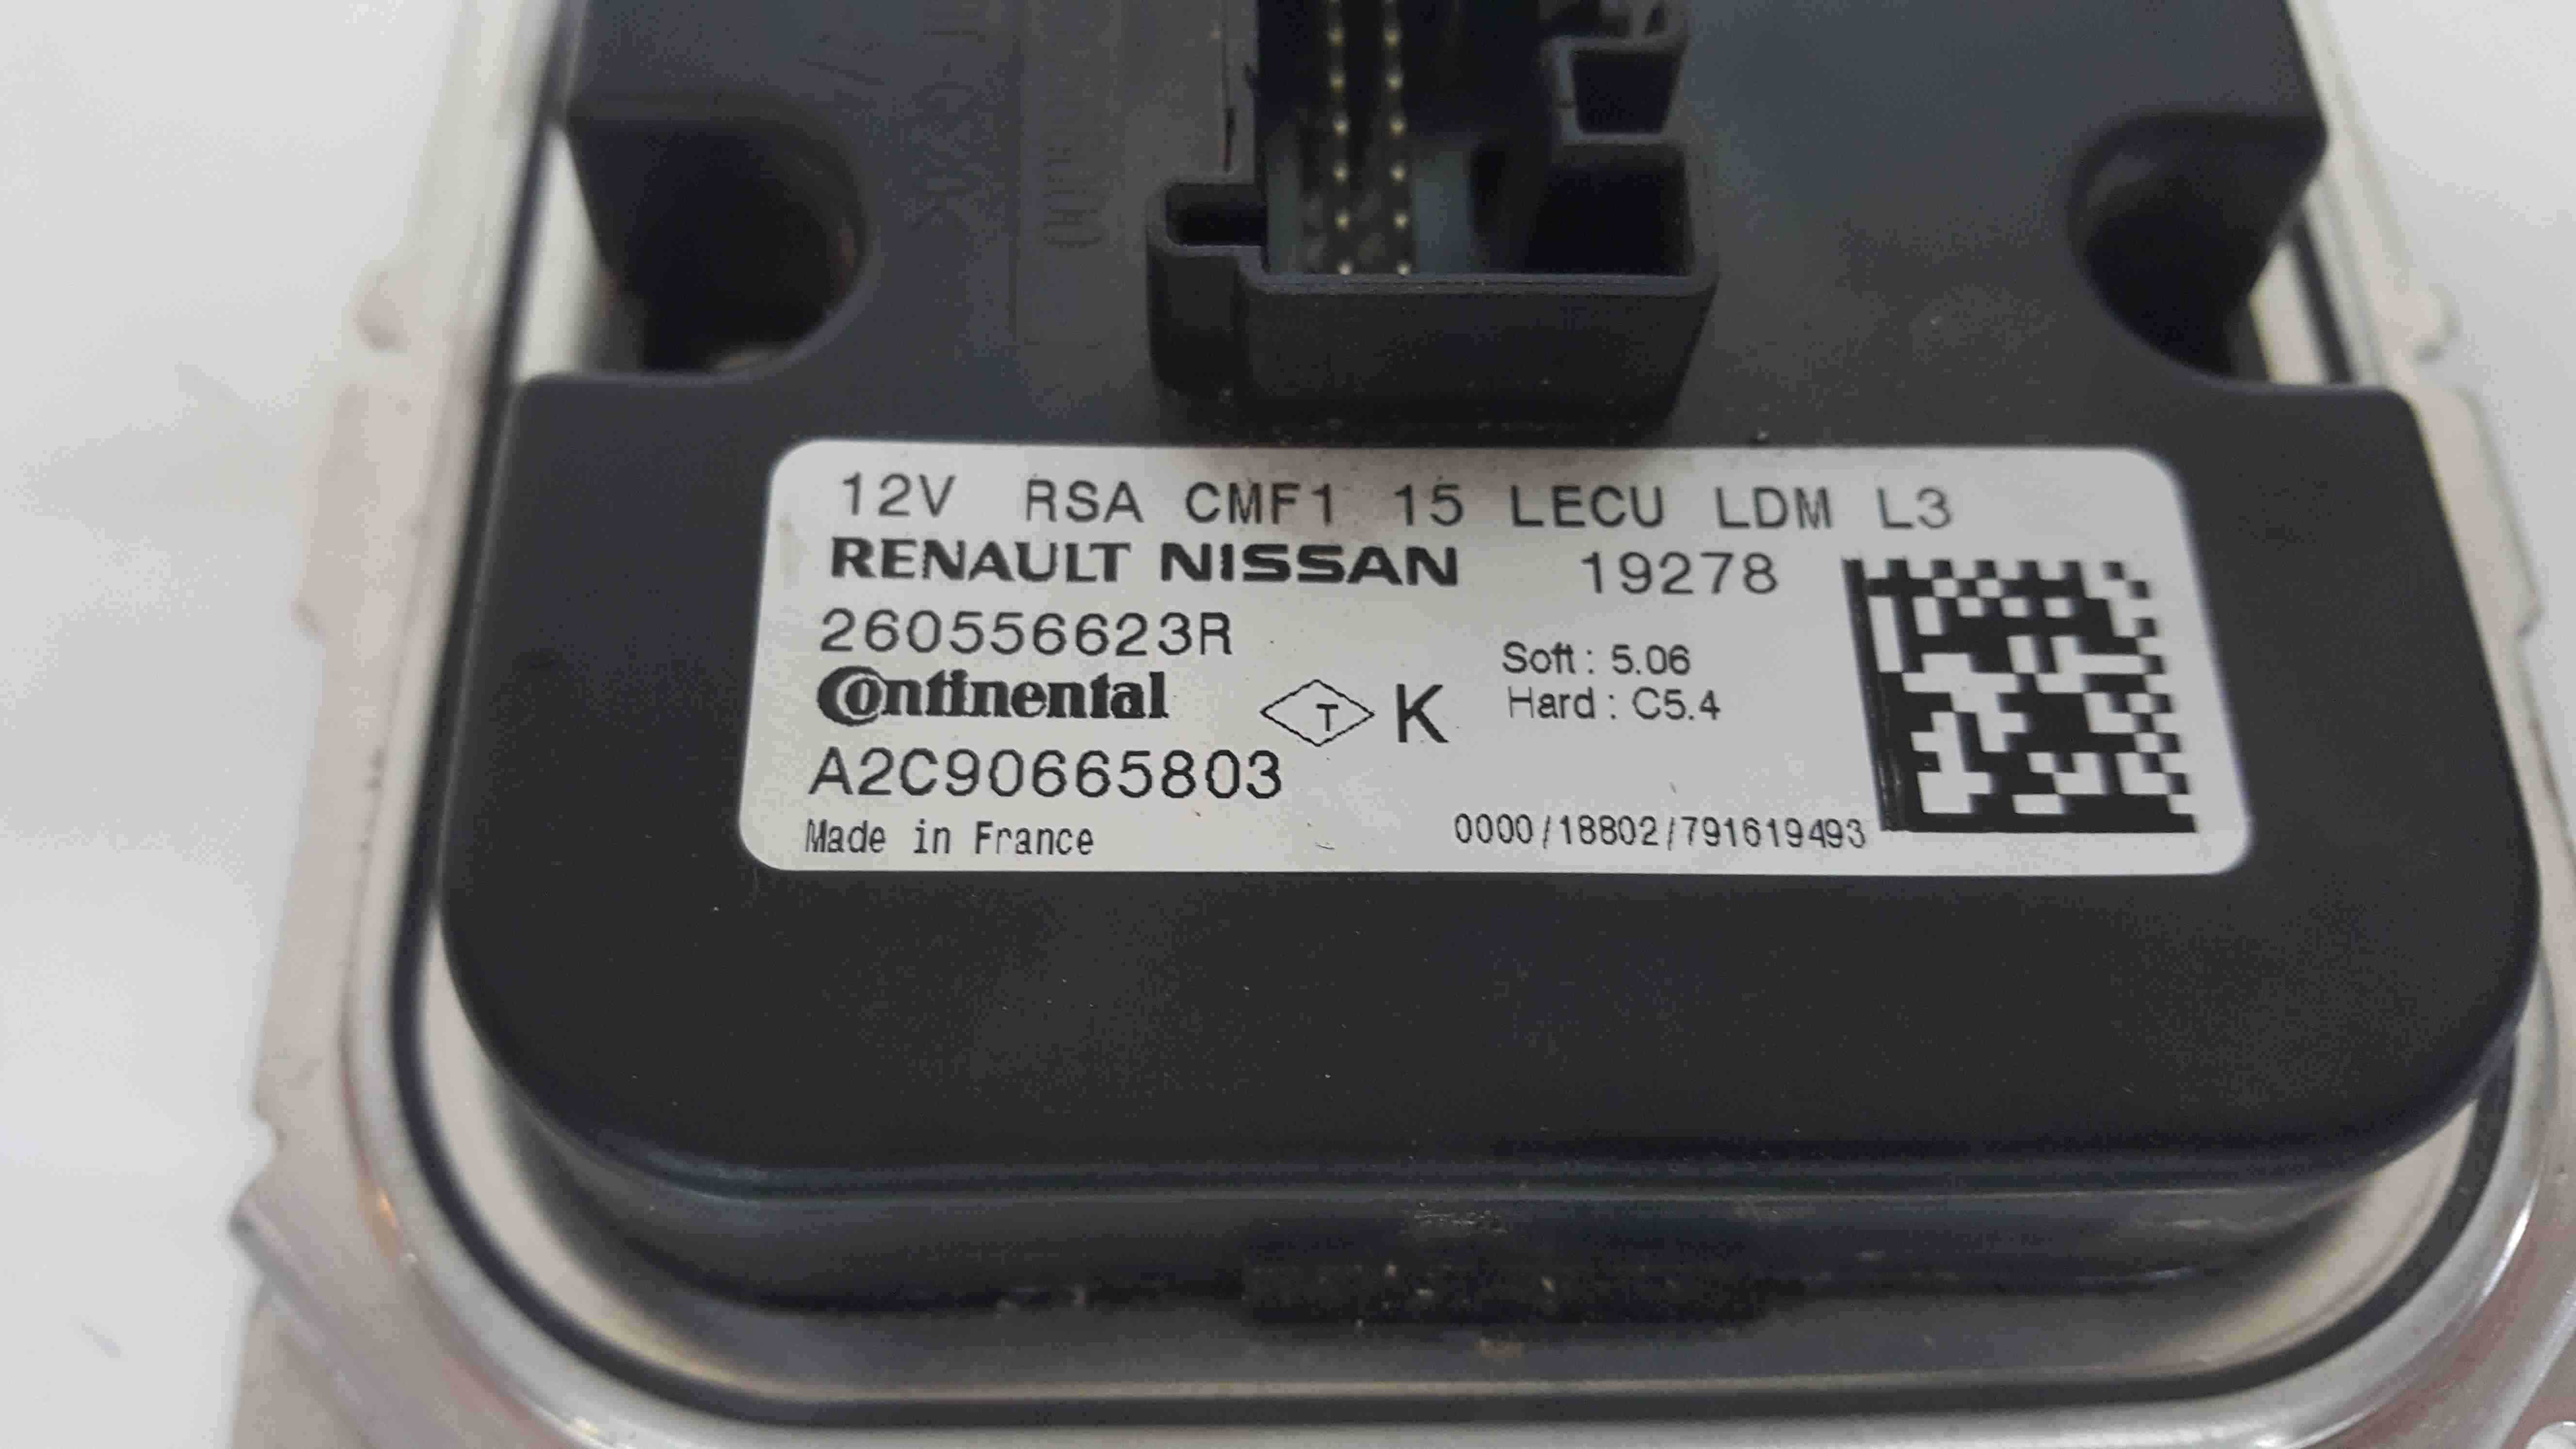 12V RSA CMF1 15 LECU LDM L3
RENAULT NISSAN 19278
260556623R
Soft : 5.06
Continental T K
Hard : C5.4
A2C90665803
Made in France 0000/18802/791619493